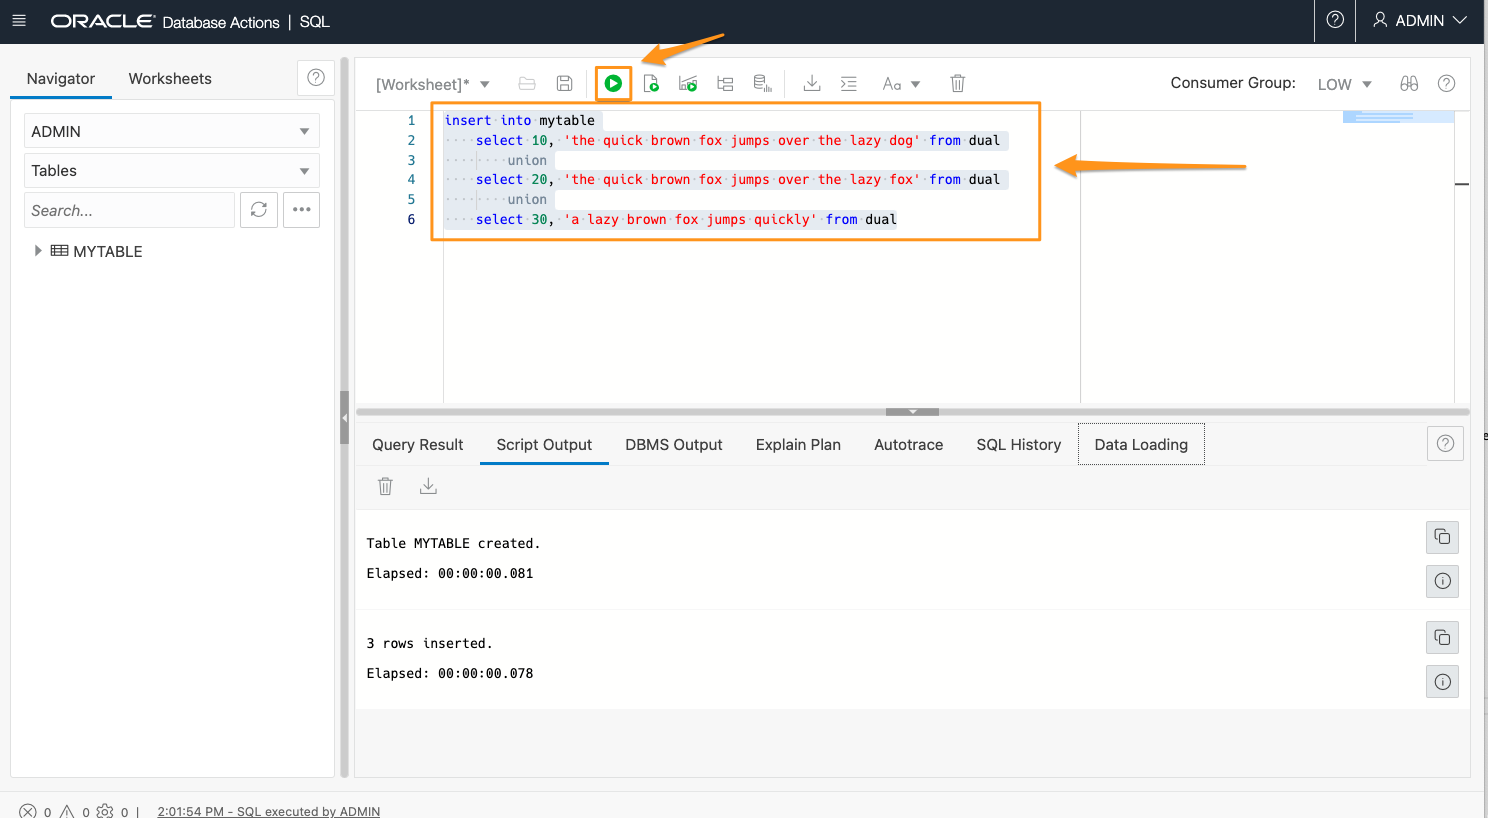 ORACLE Database Actions | SQL
ADMIN
Navigator
Worksheets
[Worksheet]*
Aa
Consumer Group:
LOW
ADMIN
Tables
Search...
MYTABLE
1 insert into mytable
2 select 10, 'the quick brown fox jumps over the lazy dog' from dual
3 union
4 select 20, 'the quick brown fox jumps over the lazy fox' from dual
5 union
6 select 30, 'a lazy brown fox jumps quickly' from dual
Query Result
Script Output
DBMS Output
Explain Plan
Autotrace
SQL History
Data Loading
Table MYTABLE created.
Elapsed: 00:00:00.081
3 rows inserted.
Elapsed: 00:00:00.078
0 0 0 | 2:01:54 PM - SQL executed by ADMIN